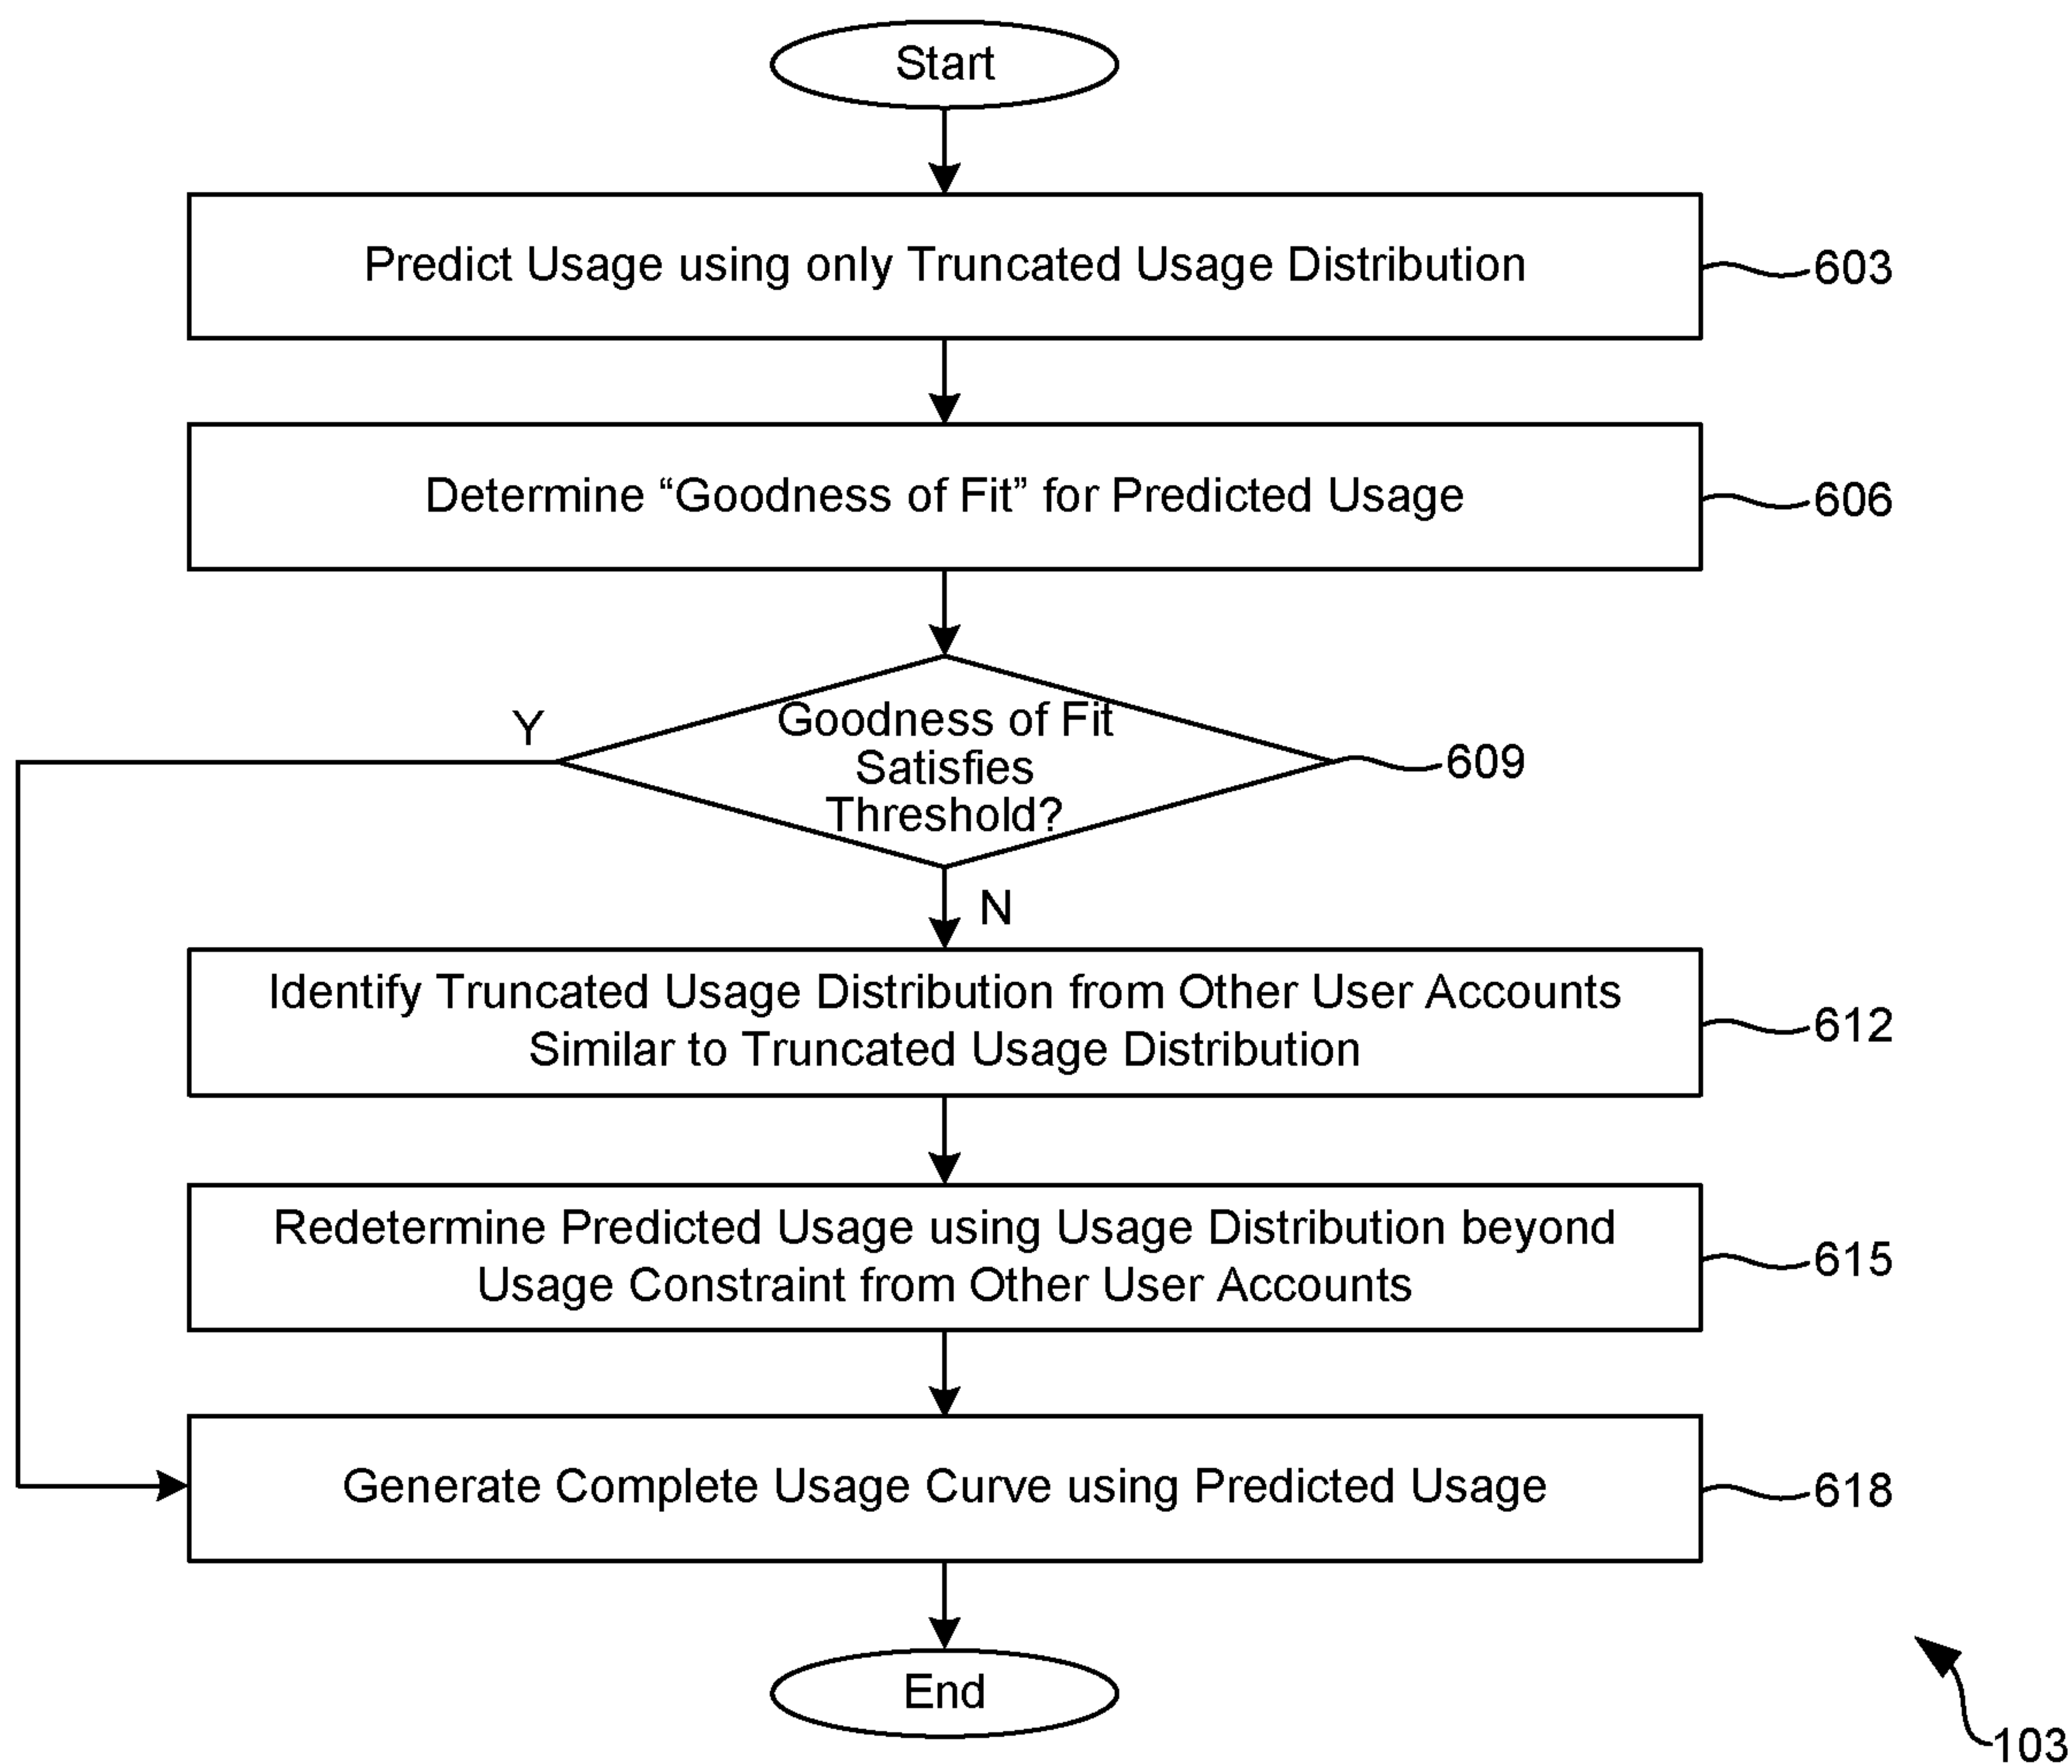 Start
Predict Usage using only Truncated Usage Distribution
603
Determine “Goodness of Fit” for Predicted Usage
606
Y
Goodness of Fit
Satisfies
Threshold?
609
N
Identify Truncated Usage Distribution from Other User Accounts
Similar to Truncated Usage Distribution
612
Redetermine Predicted Usage using Usage Distribution beyond
Usage Constraint from Other User Accounts
615
Generate Complete Usage Curve using Predicted Usage
618
End
103